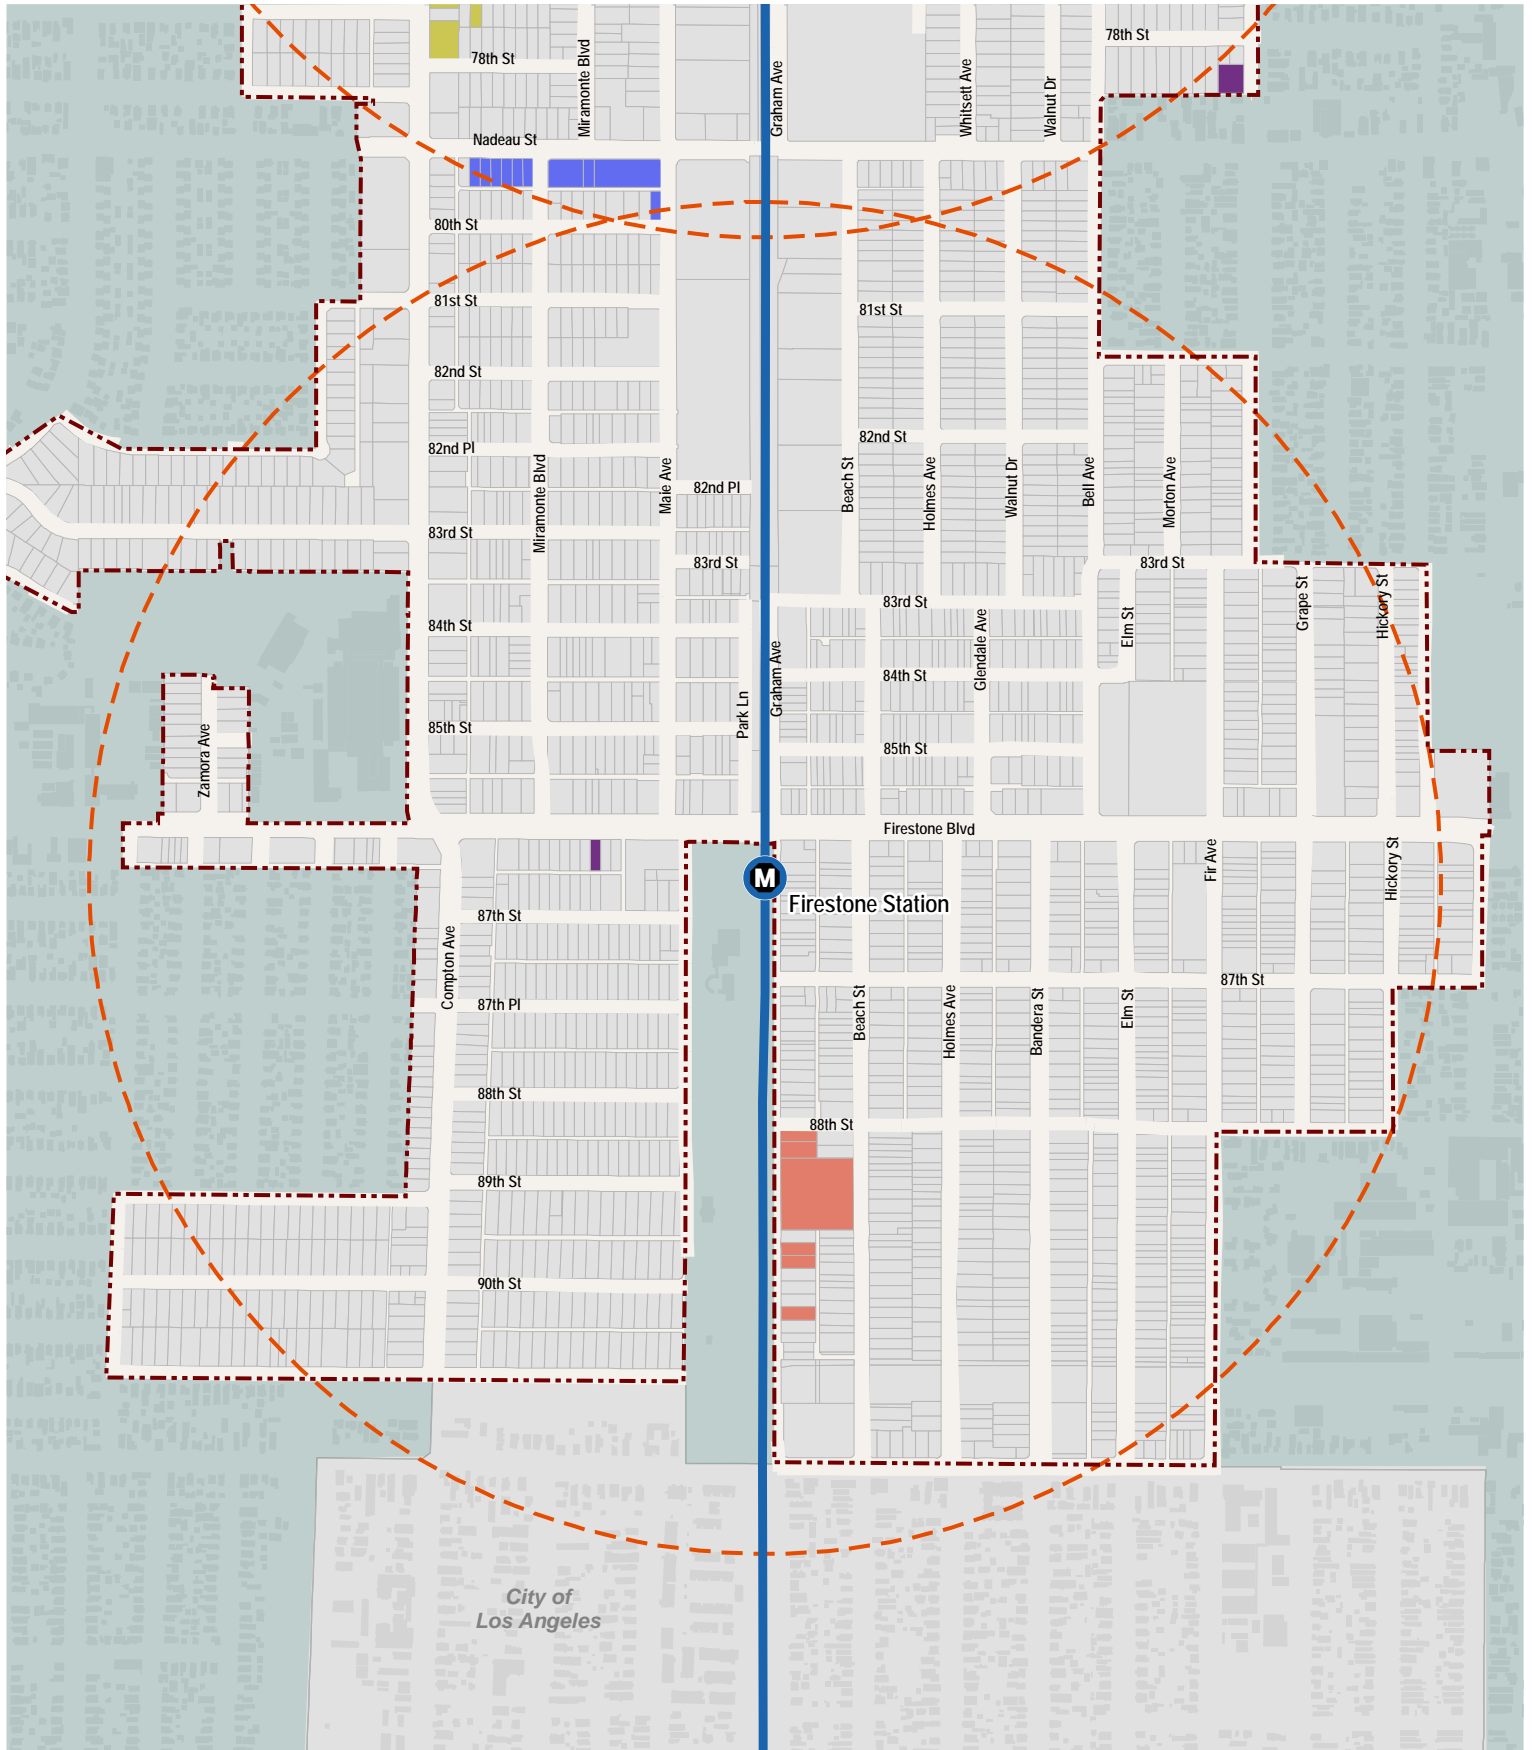 78th St
78th St
Miramonte Blvd
Graham Ave
Whitsett Ave
Walnut Dr
Nadeau St
80th St
81st St
81st St
82nd St
82nd St
82nd Pl
Miramonte Blvd
Maie Ave
82nd Pl
Beach St
Holmes Ave
Walnut Dr
Bell Ave
Morton Ave
83rd St
83rd St
83rd St
83rd St
Grape St
Hickory St
84th St
Elm St
Glendale Ave
84th St
Graham Ave
Park Ln
85th St
85th St
Zamora Ave
Firestone Blvd
Fir Ave
Hickory St
M
Firestone Station
87th St
Compton Ave
87th St
87th Pl
Beach St
Holmes Ave
Bandera St
Elm St
88th St
88th St
89th St
90th St
City of
Los Angeles